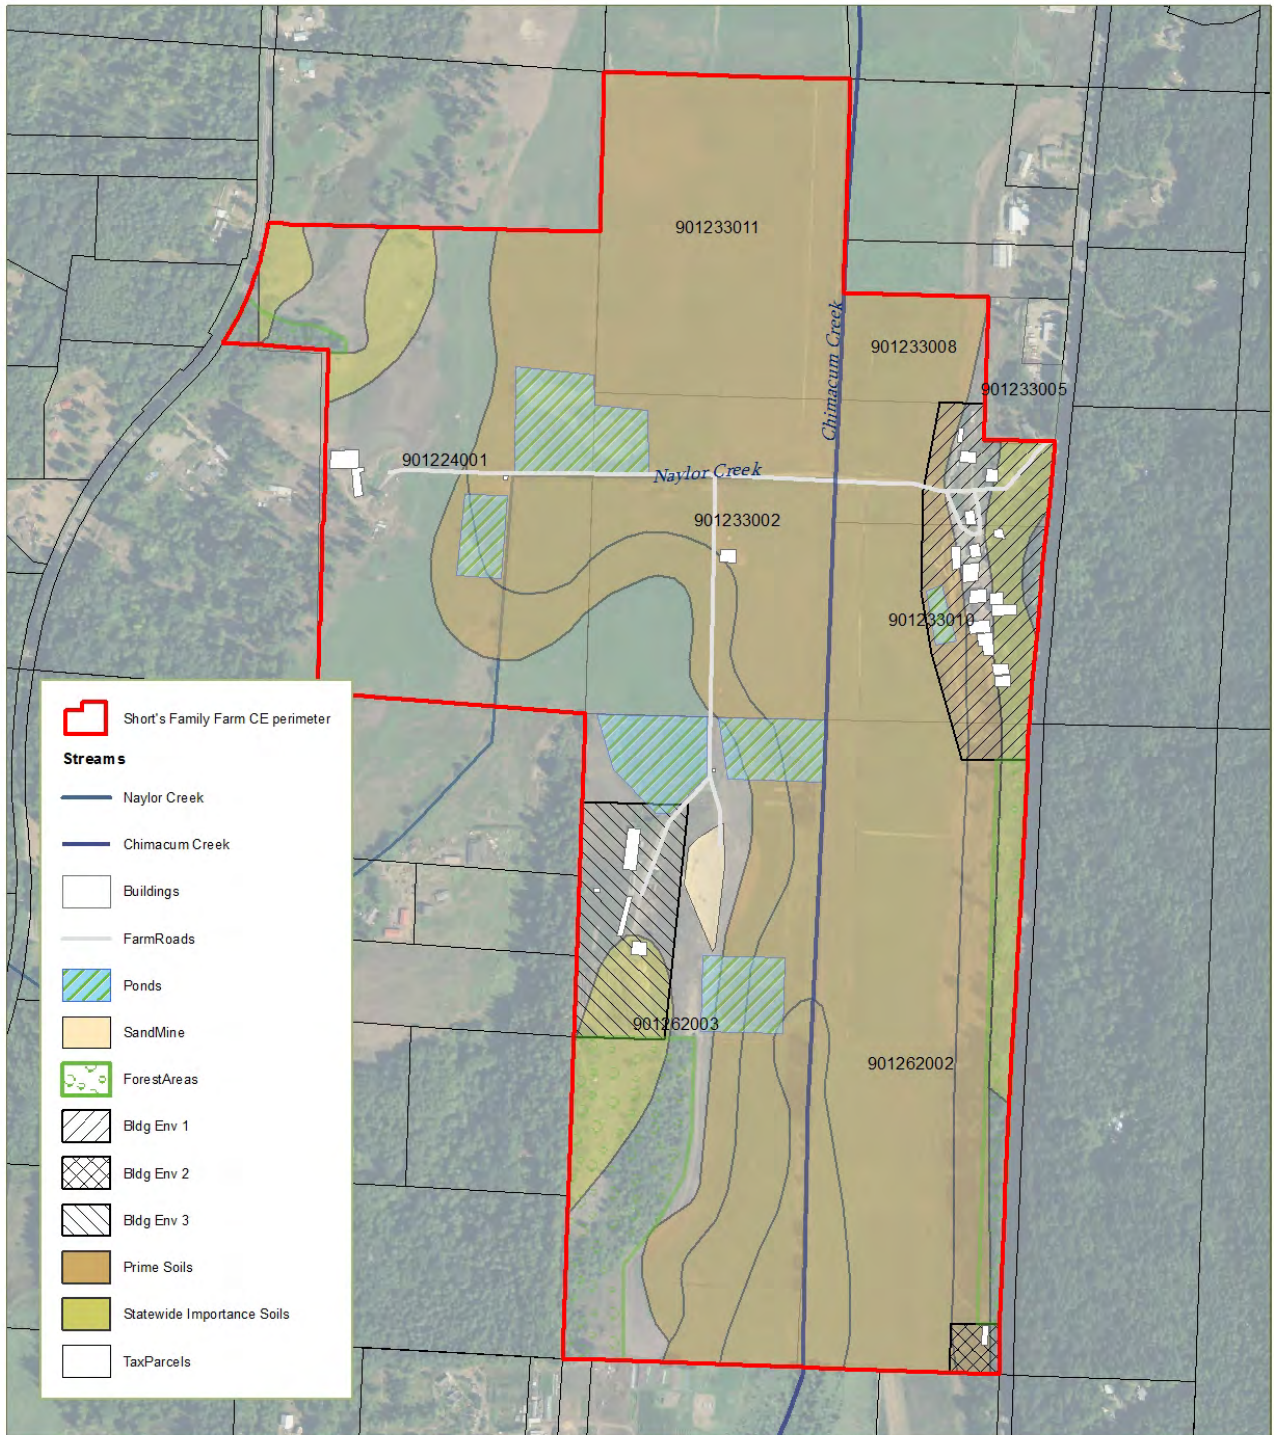 901233011
Chimacum Creek
901233008
901233005
901224001
Naylor Creek
901233002
901233010
Short's Family Farm CE perimeter
Streams
Naylor Creek
Chimacum Creek
Buildings
FarmRoads
Ponds
SandMine
ForestAreas
Bldg Env 1
Bldg Env 2
Bldg Env 3
Prime Soils
Statewide Importance Soils
TaxParcels
901262003
901262002